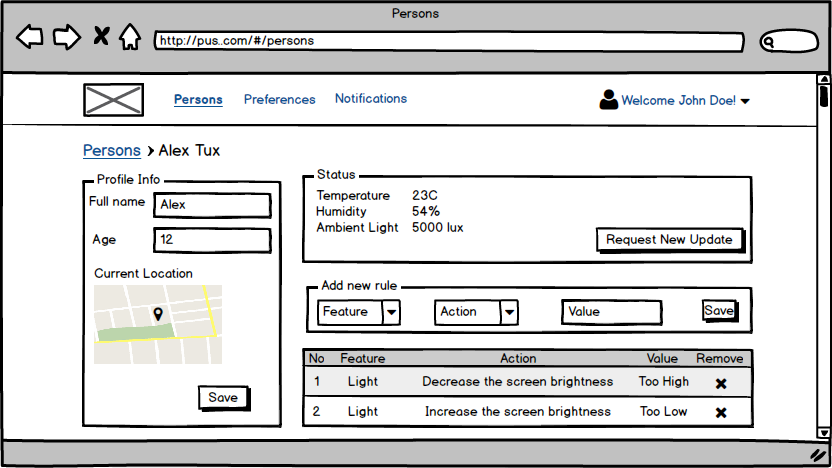 Persons
http://pus..com/#/persons
Persons Preferences Notifications Welcome John Doe!
Persons > Alex Tux
Profile Info
Full name Alex
Age 12
Current Location
Save
Status
Temperature 23C
Humidity 54%
Ambient Light 5000 lux
Request New Update
Add new rule
Feature Action Value Save
No Feature Action Value Remove
1 Light Decrease the screen brightness Too High
2 Light Increase the screen brightness Too Low